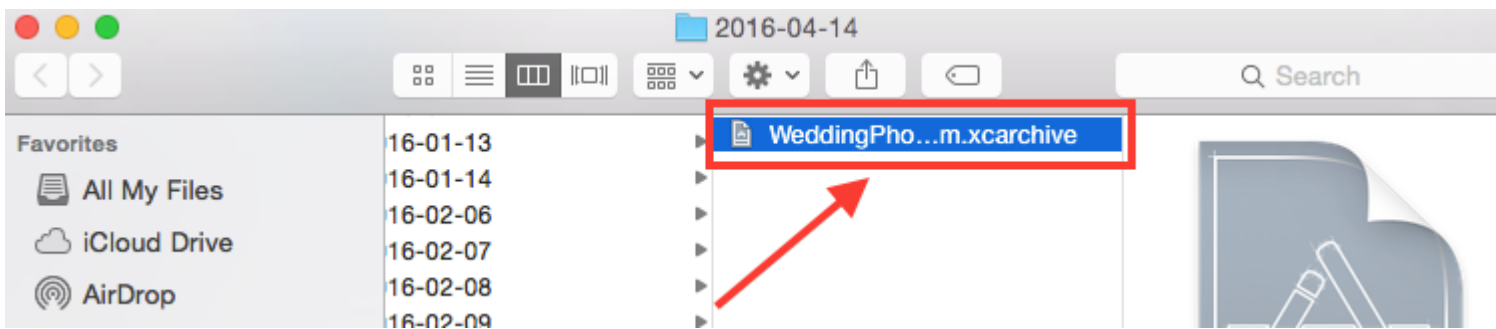 2016-04-14
Search
Favorites
All My Files
iCloud Drive
AirDrop
16-01-13
16-01-14
16-02-06
16-02-07
16-02-08
16-02-09
WeddingPho...m.xcarchive